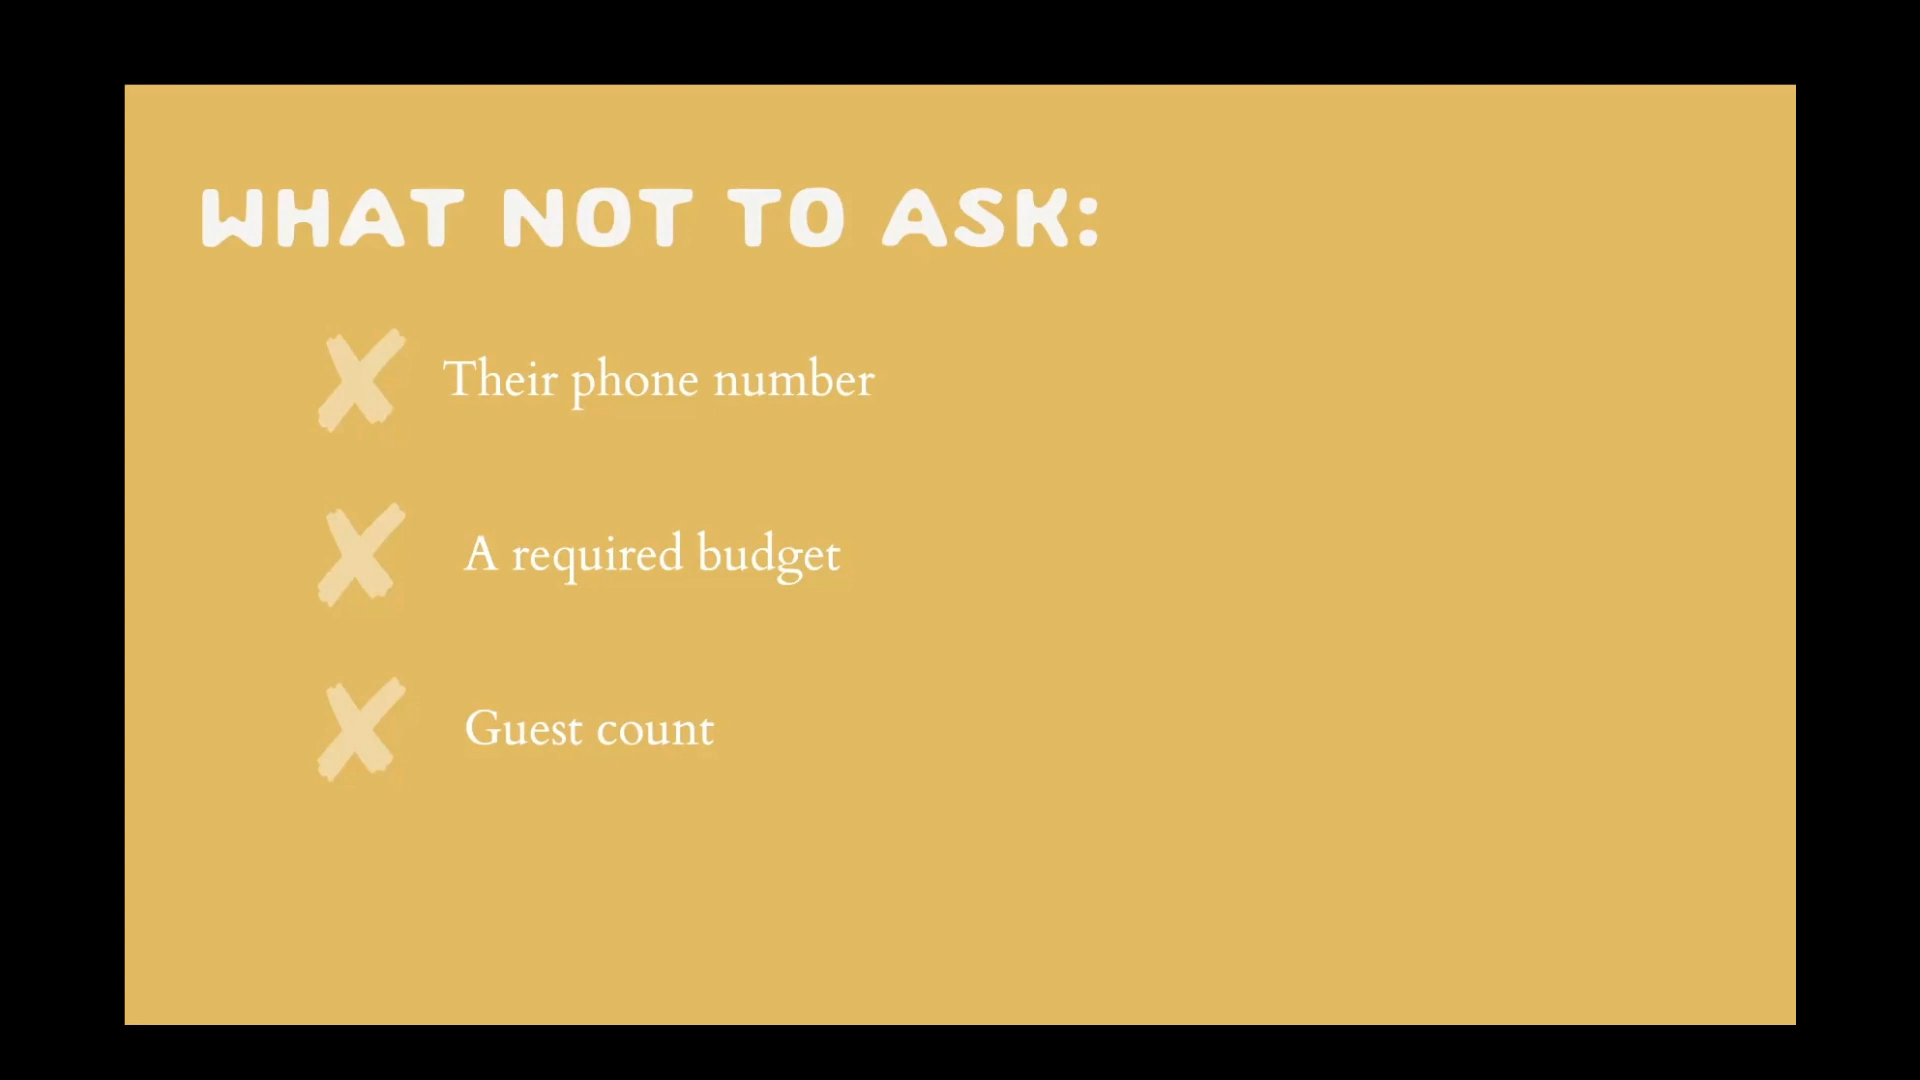 WHAT NOT TO ASK:
Their phone number
A required budget
Guest count